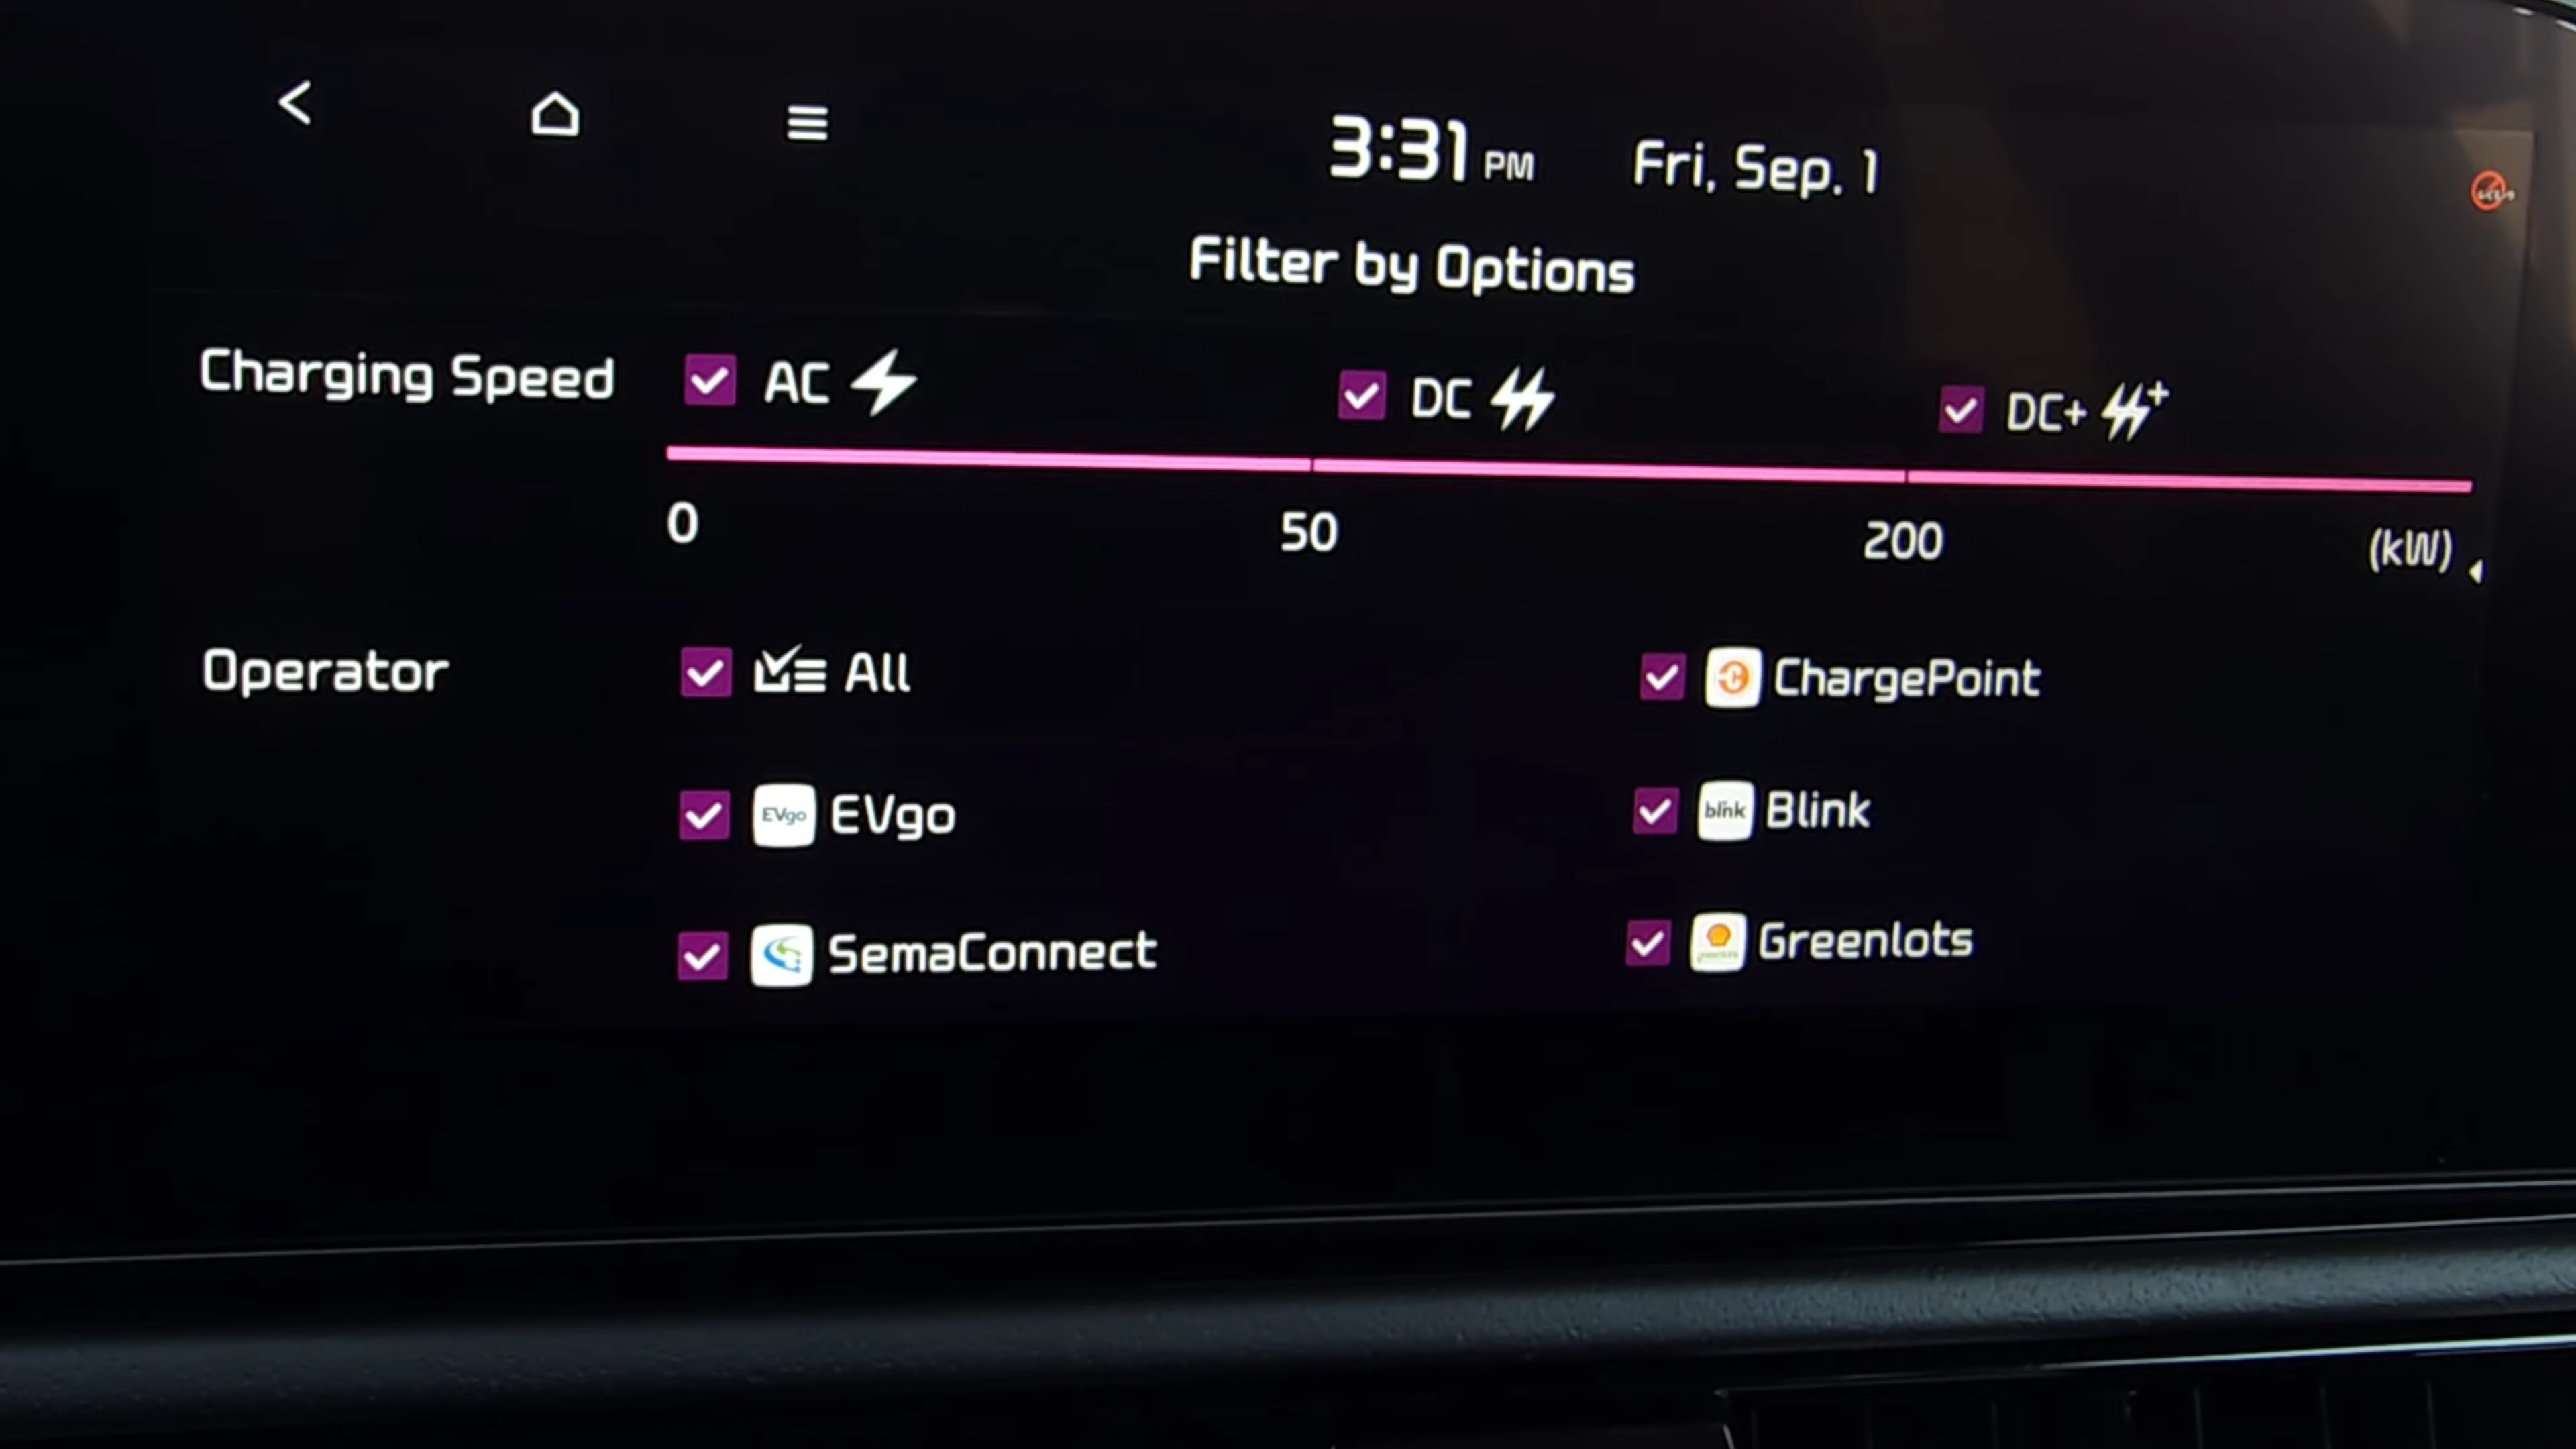 3:31 PM Fri, Sep. 1
Filter by Options
Charging Speed AC DC DC+
0 50 200 (kW)
Operator All ChargePoint
EVgo EVgo blink Blink
SemaConnect Greenlots